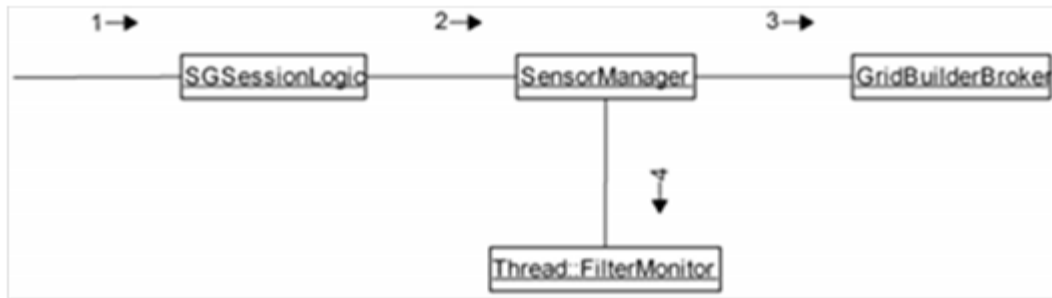 1 2 3
SGSessionLogic SensorManager GridBuilderBroker
4
Thread::FilterMonitor